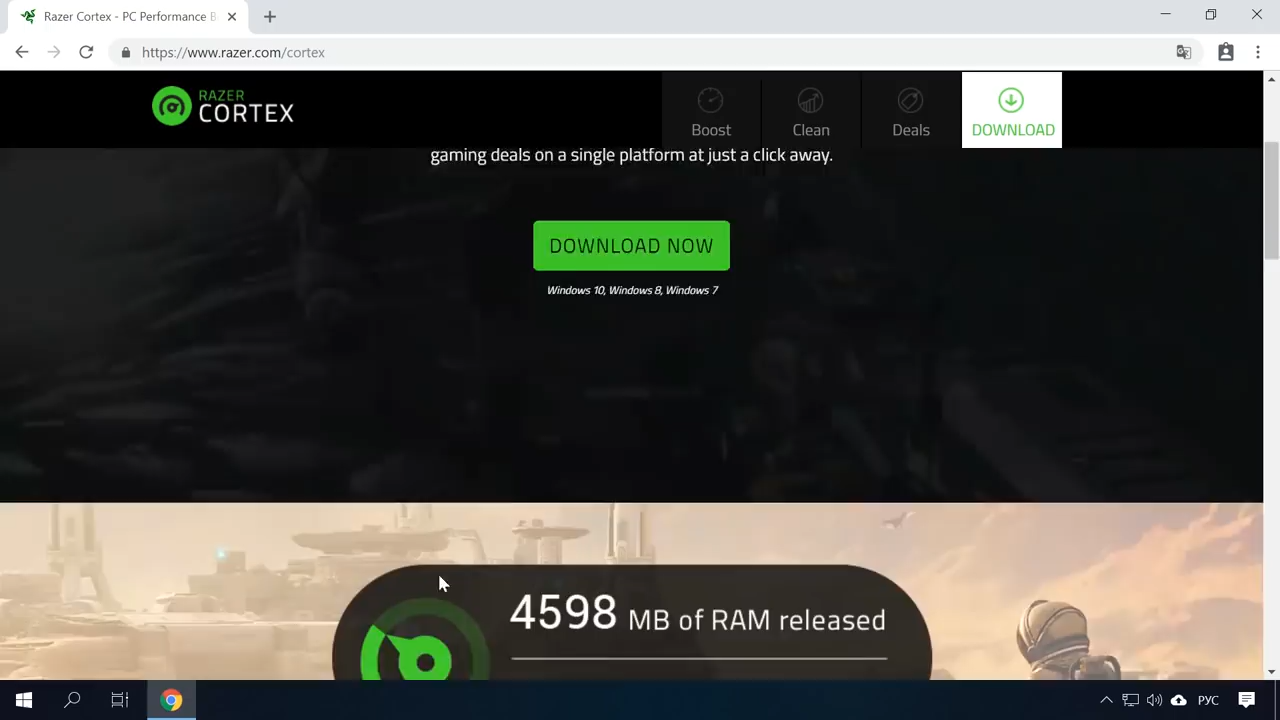 Razer Cortex - PC Performance B
https://www.razer.com/cortex
RAZER
CORTEX
Boost
Clean
Deals
DOWNLOAD
gaming deals on a single platform at just a click away.
DOWNLOAD NOW
Windows 10, Windows 8, Windows 7
4598 MB of RAM released
РУС